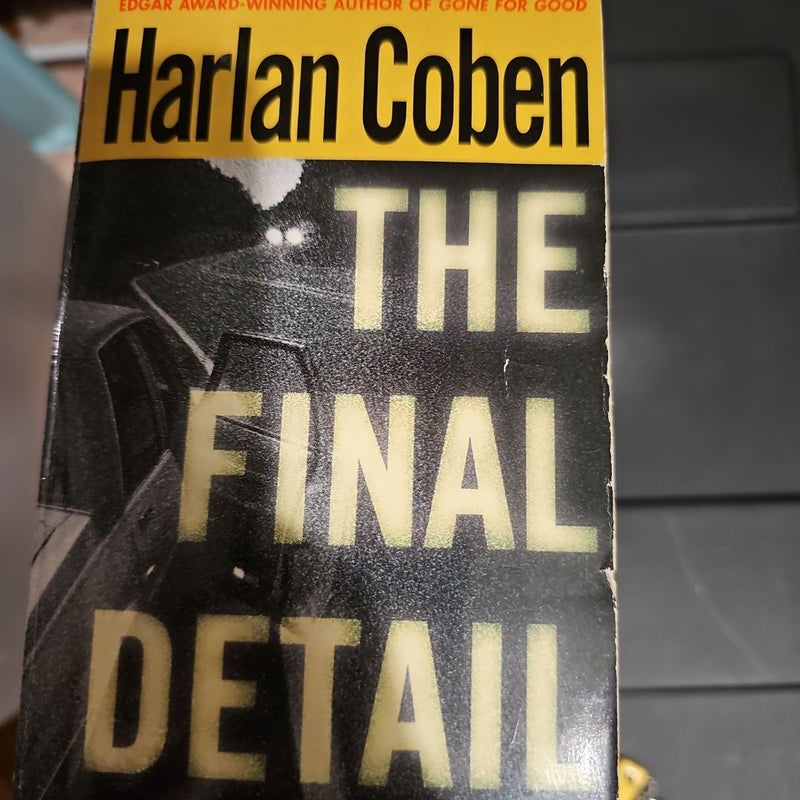 EDGAR AWARD-WINNING AUTHOR OF GONE FOR GOOD
Harlan Coben
THE
FINAL
DETAIL